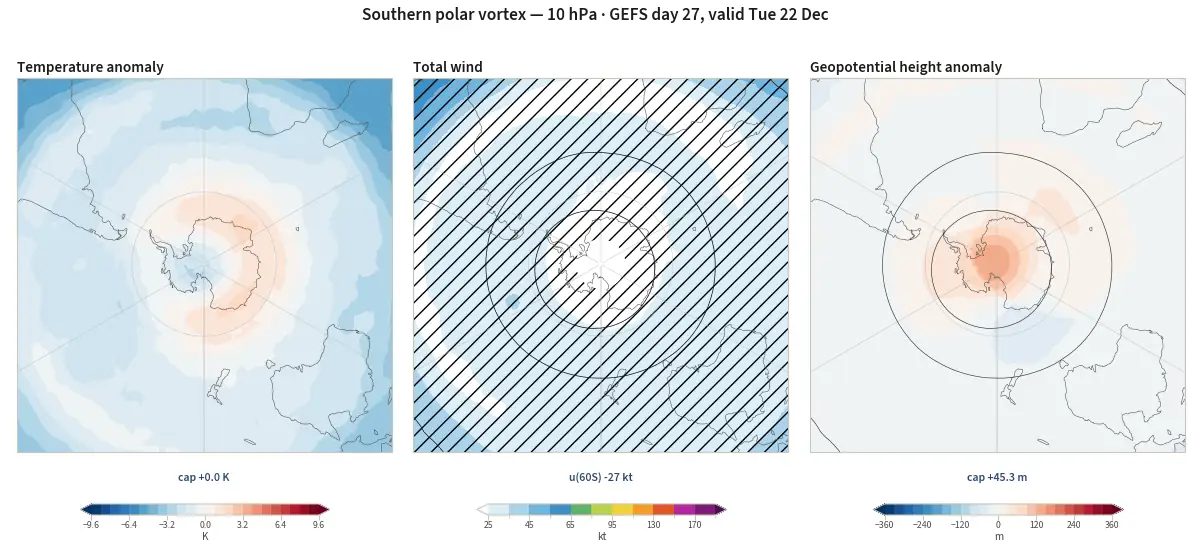 Southern polar vortex — 10 hPa · GEFS day 27, valid Tue 22 Dec
Temperature anomaly
Total wind
Geopotential height anomaly
cap +0.0 K
u(60S) -27 kt
cap +45.3 m
−9.6 −6.4 −3.2 0.0 3.2 6.4 9.6
K
25 45 65 95 130 170
kt
−360 −240 −120 0 120 240 360
m